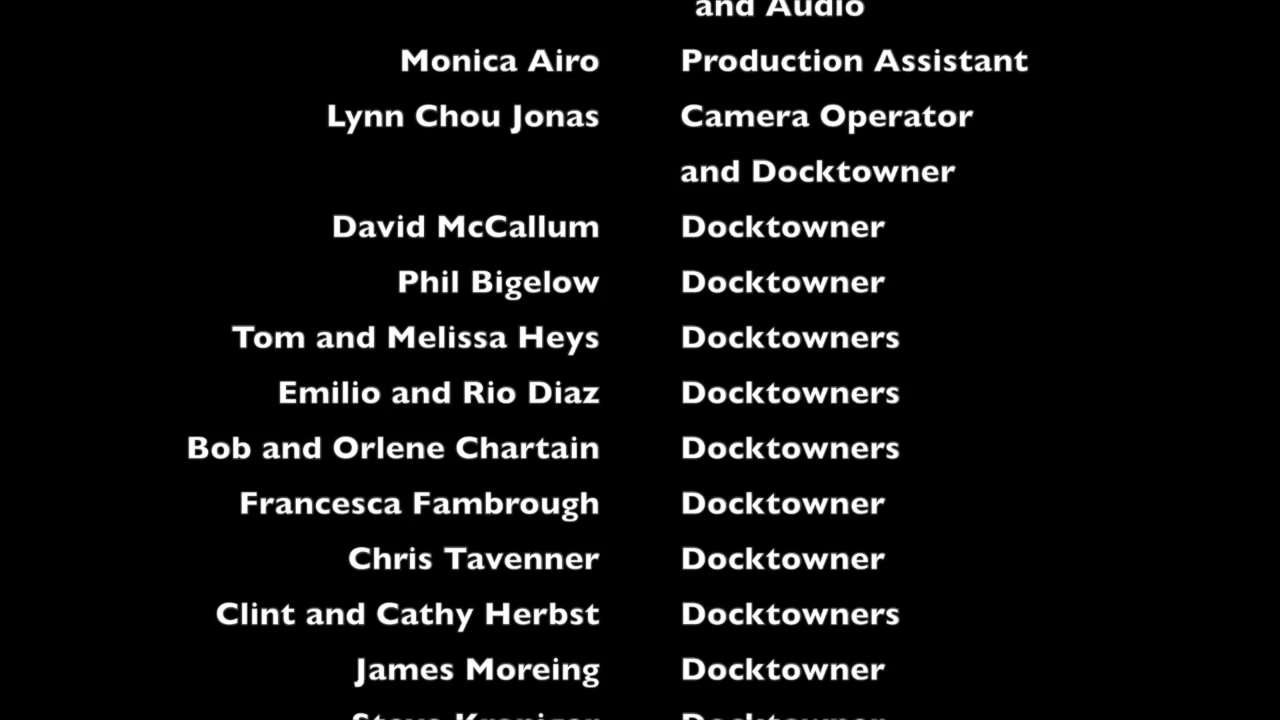 and Audio
Monica Airo Production Assistant
Lynn Chou Jonas Camera Operator
and Docktowner
David McCallum Docktowner
Phil Bigelow Docktowner
Tom and Melissa Heys Docktowners
Emilio and Rio Diaz Docktowners
Bob and Orlene Chartain Docktowners
Francesca Fambrough Docktowner
Chris Tavenner Docktowner
Clint and Cathy Herbst Docktowners
James Moreing Docktowner
Steve Docktowner